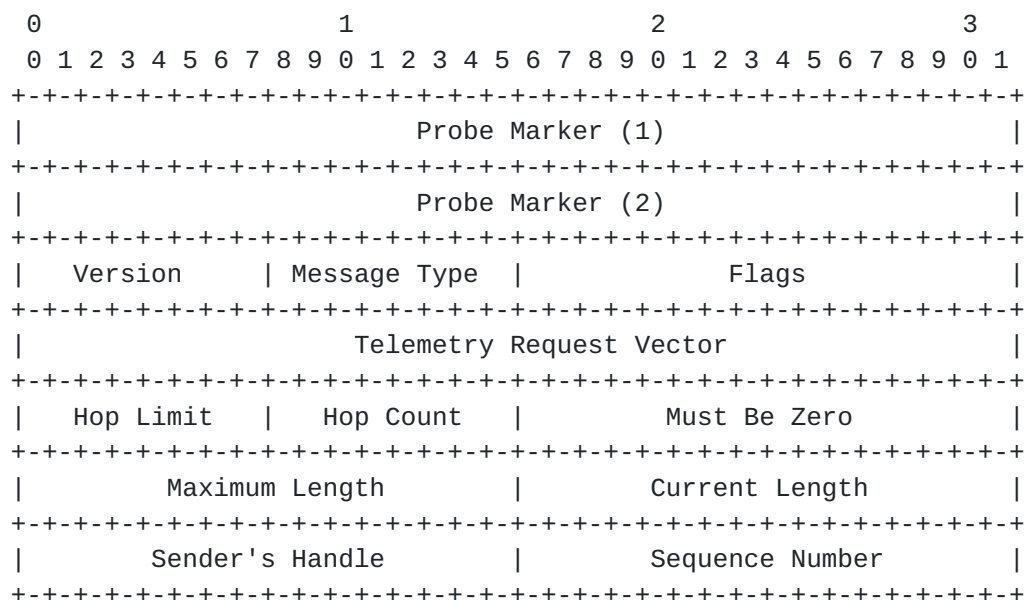 0                   1                   2                   3
 0 1 2 3 4 5 6 7 8 9 0 1 2 3 4 5 6 7 8 9 0 1 2 3 4 5 6 7 8 9 0 1
+-+-+-+-+-+-+-+-+-+-+-+-+-+-+-+-+-+-+-+-+-+-+-+-+-+-+-+-+-+-+-+-+
|                         Probe Marker (1)                      |
+-+-+-+-+-+-+-+-+-+-+-+-+-+-+-+-+-+-+-+-+-+-+-+-+-+-+-+-+-+-+-+-+
|                         Probe Marker (2)                      |
+-+-+-+-+-+-+-+-+-+-+-+-+-+-+-+-+-+-+-+-+-+-+-+-+-+-+-+-+-+-+-+-+
|   Version     | Message Type  |             Flags             |
+-+-+-+-+-+-+-+-+-+-+-+-+-+-+-+-+-+-+-+-+-+-+-+-+-+-+-+-+-+-+-+-+
|                     Telemetry Request Vector                  |
+-+-+-+-+-+-+-+-+-+-+-+-+-+-+-+-+-+-+-+-+-+-+-+-+-+-+-+-+-+-+-+-+
|   Hop Limit   |   Hop Count   |         Must Be Zero          |
+-+-+-+-+-+-+-+-+-+-+-+-+-+-+-+-+-+-+-+-+-+-+-+-+-+-+-+-+-+-+-+-+
|         Maximum Length        |        Current Length         |
+-+-+-+-+-+-+-+-+-+-+-+-+-+-+-+-+-+-+-+-+-+-+-+-+-+-+-+-+-+-+-+-+
|        Sender's Handle        |        Sequence Number        |
+-+-+-+-+-+-+-+-+-+-+-+-+-+-+-+-+-+-+-+-+-+-+-+-+-+-+-+-+-+-+-+-+